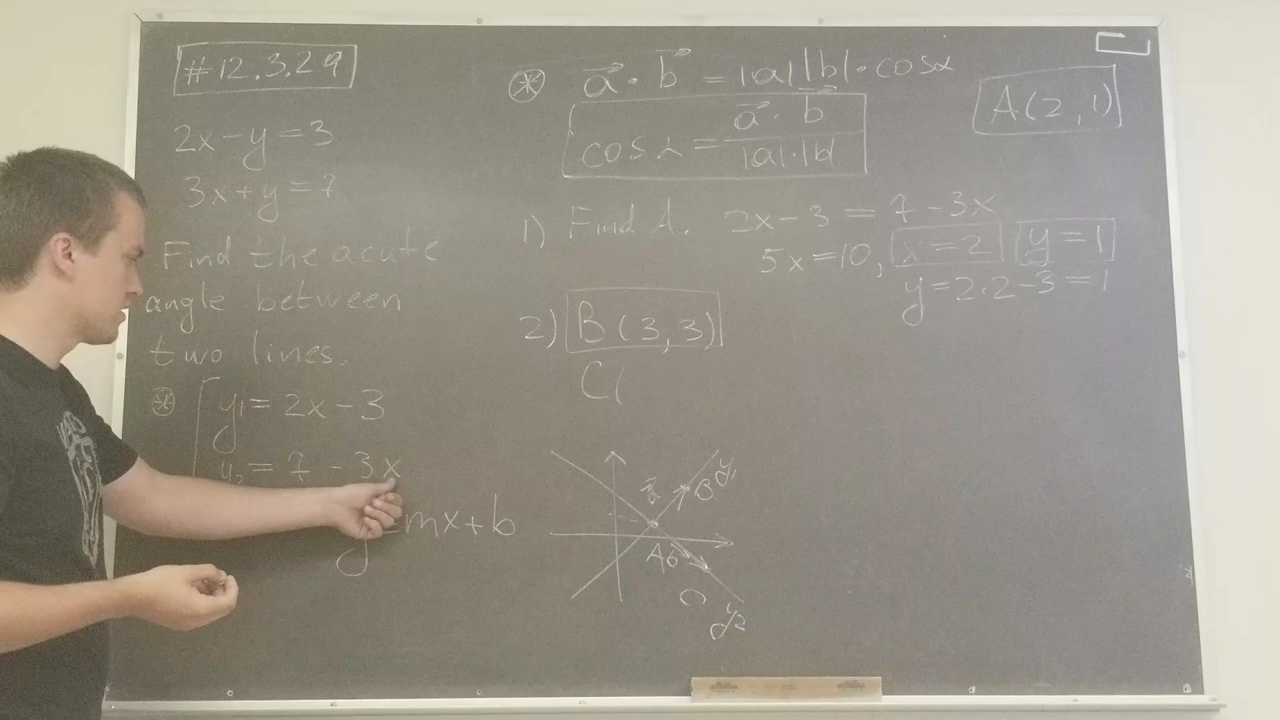 #12.3.29
2x-y=3
3x+y=7
Find the acute
angle between
two lines.
⊛ y₁=2x-3
y₂=7-3x
y=mx+b
⊛ a⃗·b⃗=|a||b|·cosα
cosα=a⃗·b⃗/|a|·|b|
A(2,1)
1) Find A. 2x-3=7-3x
5x=10, x=2 y=1
y=2·2-3=1
2) B(3,3)
C(
a⃗ B y₁
A b⃗
C
y₂